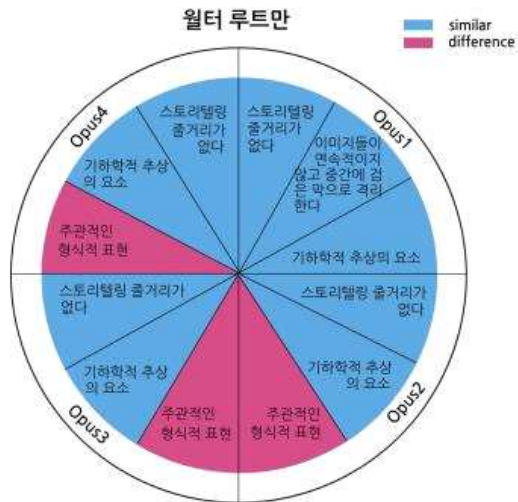 월터 루트만
similar
difference
Opus4
스토리텔링
줄거리가
없다
기하학적 추상
의 요소
주관적인
형식적 표현
Opus1
스토리텔링
줄거리가
없다
이미지들이
면속적이지
않고 중간에 검
은 막으로 격리
한다
기하학적 추상의 요소
Opus2
스토리텔링 줄거리가
없다
기하학적 추상
의 요소
주관적인
형식적 표현
Opus3
스토리텔링 줄거리가
없다
기하학적 추상
의 요소
주관적인
형식적 표현